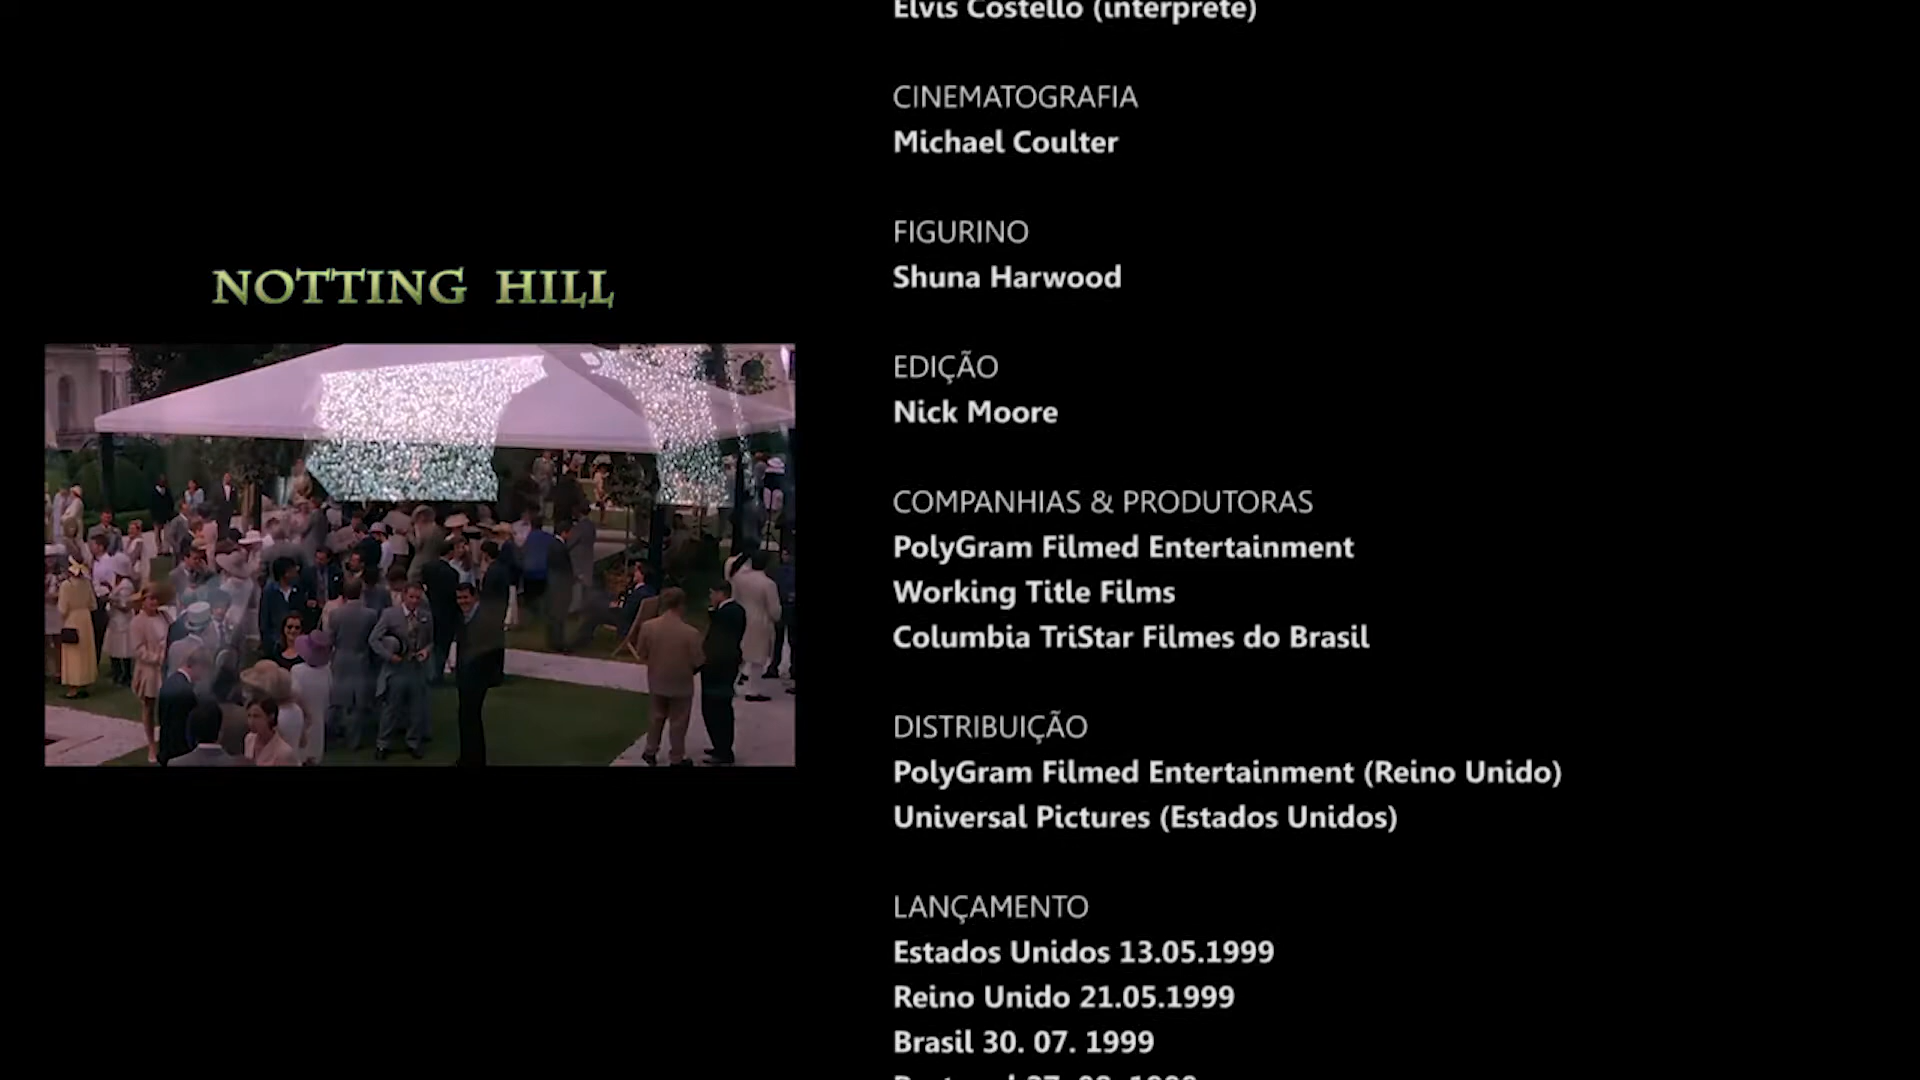 Elvis Costello (intérprete)
CINEMATOGRAFIA
Michael Coulter
FIGURINO
Shuna Harwood
NOTTING HILL
EDIÇÃO
Nick Moore
COMPANHIAS & PRODUTORAS
PolyGram Filmed Entertainment
Working Title Films
Columbia TriStar Filmes do Brasil
DISTRIBUIÇÃO
PolyGram Filmed Entertainment (Reino Unido)
Universal Pictures (Estados Unidos)
LANÇAMENTO
Estados Unidos 13.05.1999
Reino Unido 21.05.1999
Brasil 30. 07. 1999